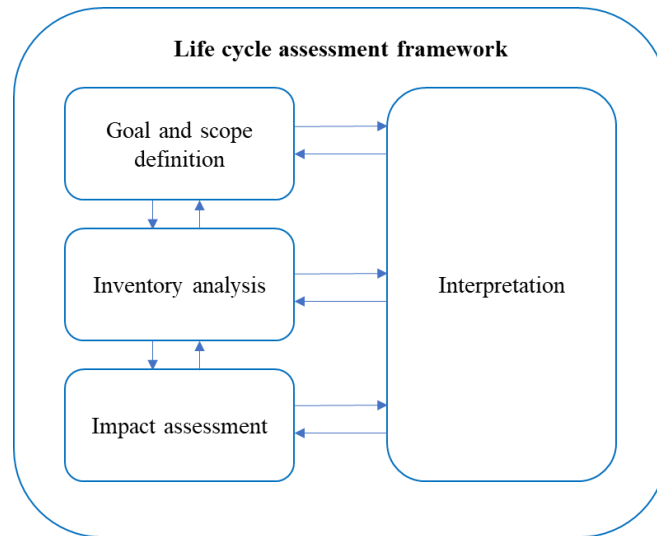 Life cycle assessment framework
Goal and scope
definition
Inventory analysis
Interpretation
Impact assessment